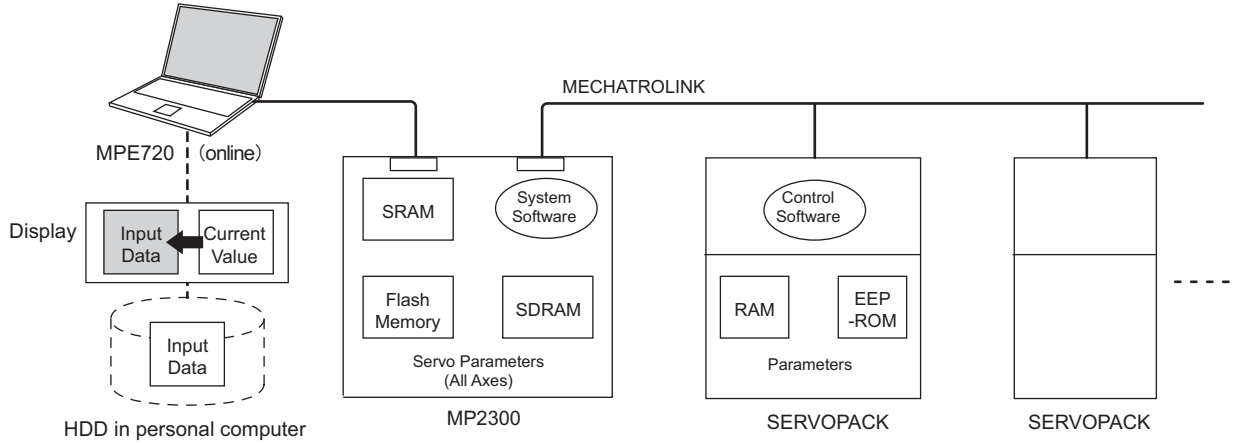 MECHATROLINK
MPE720 (online)
Display
Input
Data
Current
Value
Input
Data
HDD in personal computer
SRAM
System
Software
Flash
Memory
SDRAM
Servo Parameters
(All Axes)
MP2300
Control
Software
RAM
EEP
-ROM
Parameters
SERVOPACK
SERVOPACK